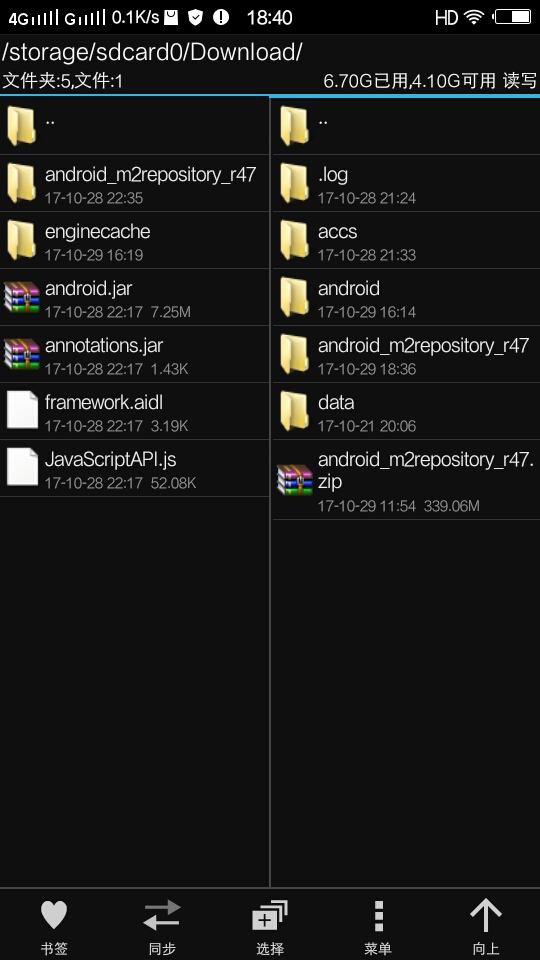 4G G 0.1K/s 18:40 HD
/storage/sdcard0/Download/
文件夹:5,文件:1 6.70G已用,4.10G可用 读写
..
android_m2repository_r47
17-10-28 22:35
enginecache
17-10-29 16:19
android.jar
17-10-28 22:17 7.25M
annotations.jar
17-10-28 22:17 1.43K
framework.aidl
17-10-28 22:17 3.19K
JavaScriptAPI.js
17-10-28 22:17 52.08K
..
.log
17-10-28 21:24
accs
17-10-28 21:33
android
17-10-29 16:14
android_m2repository_r47
17-10-29 18:36
data
17-10-21 20:06
android_m2repository_r47.
zip
17-10-29 11:54 339.06M
书签 同步 选择 菜单 向上